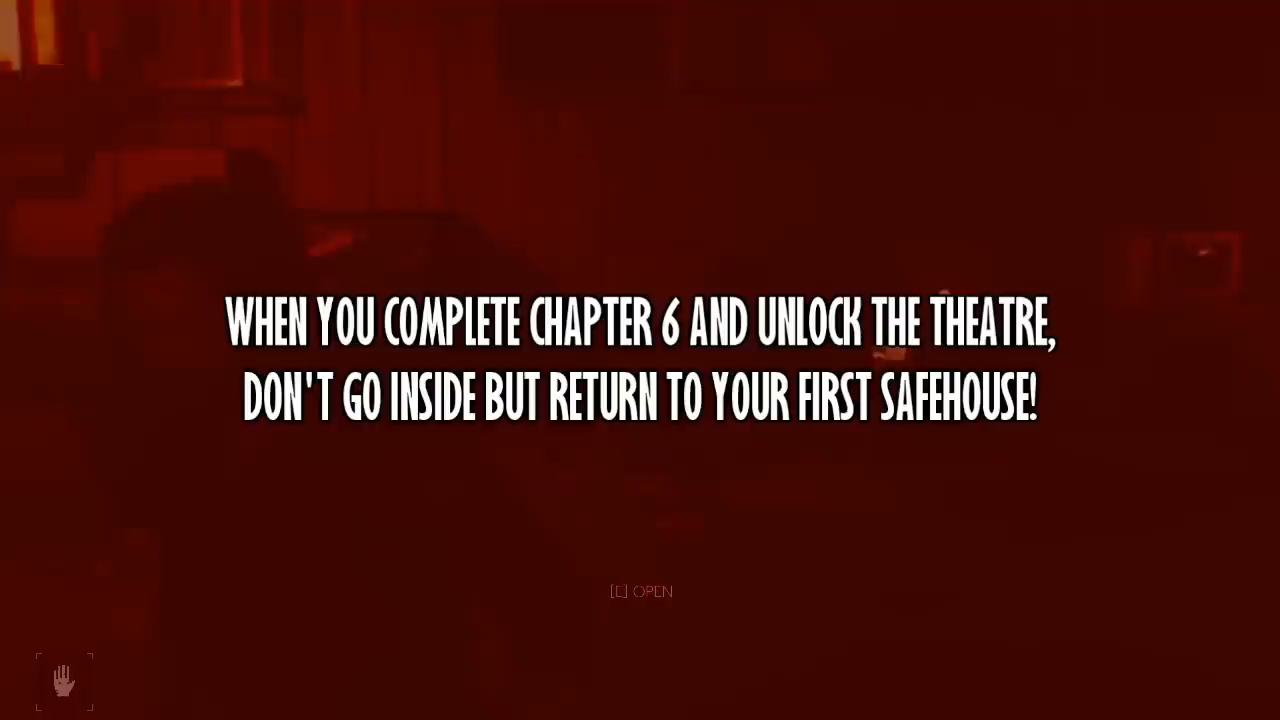 WHEN YOU COMPLETE CHAPTER 6 AND UNLOCK THE THEATRE,
DON'T GO INSIDE BUT RETURN TO YOUR FIRST SAFEHOUSE!
[E] OPEN